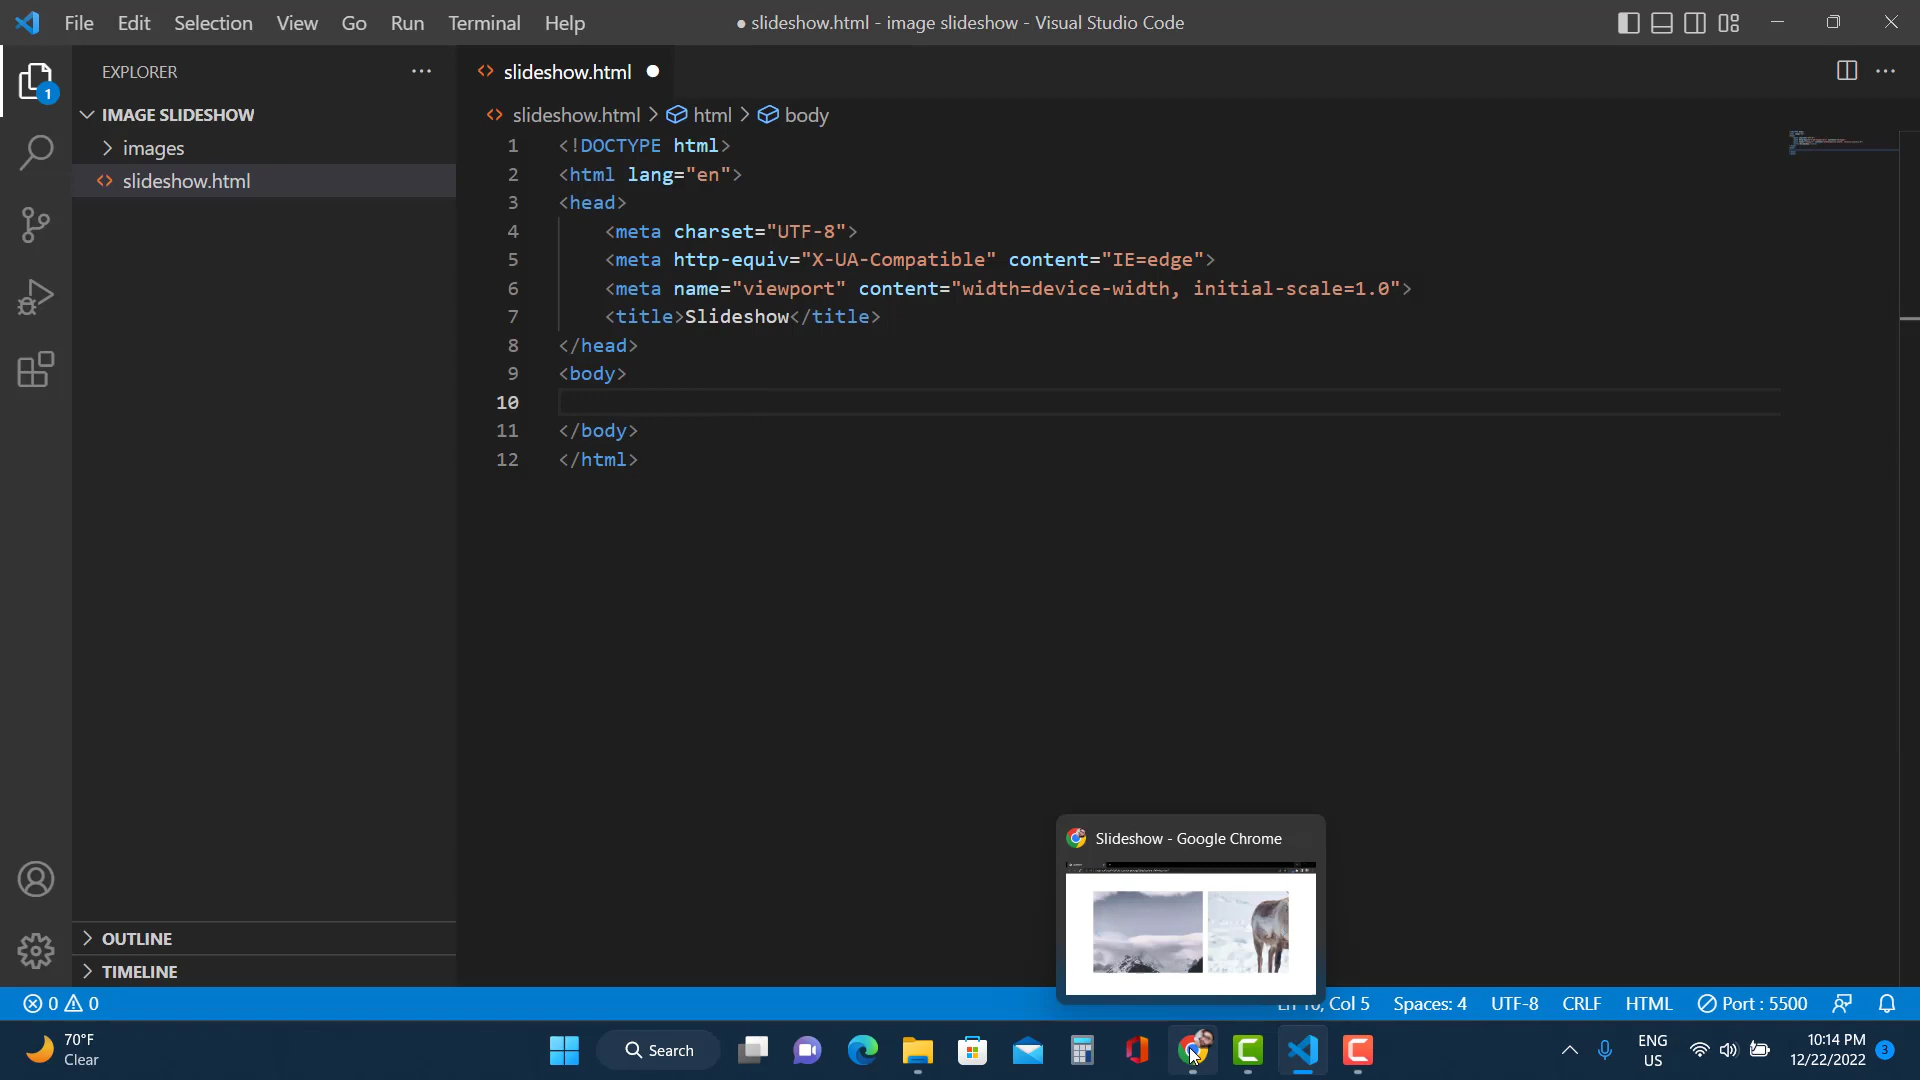 File Edit Selection View Go Run Terminal Help
● slideshow.html - image slideshow - Visual Studio Code
EXPLORER
1
IMAGE SLIDESHOW
images
slideshow.html
OUTLINE
TIMELINE
slideshow.html
slideshow.html > html > body
1 <!DOCTYPE html>
2 <html lang="en">
3 <head>
4 <meta charset="UTF-8">
5 <meta http-equiv="X-UA-Compatible" content="IE=edge">
6 <meta name="viewport" content="width=device-width, initial-scale=1.0">
7 <title>Slideshow</title>
8 </head>
9 <body>
10
11 </body>
12 </html>
Slideshow - Google Chrome
0 0
Col 5 Spaces: 4 UTF-8 CRLF HTML Port : 5500
70°F
Clear
Search
ENG
US
10:14 PM
12/22/2022
3